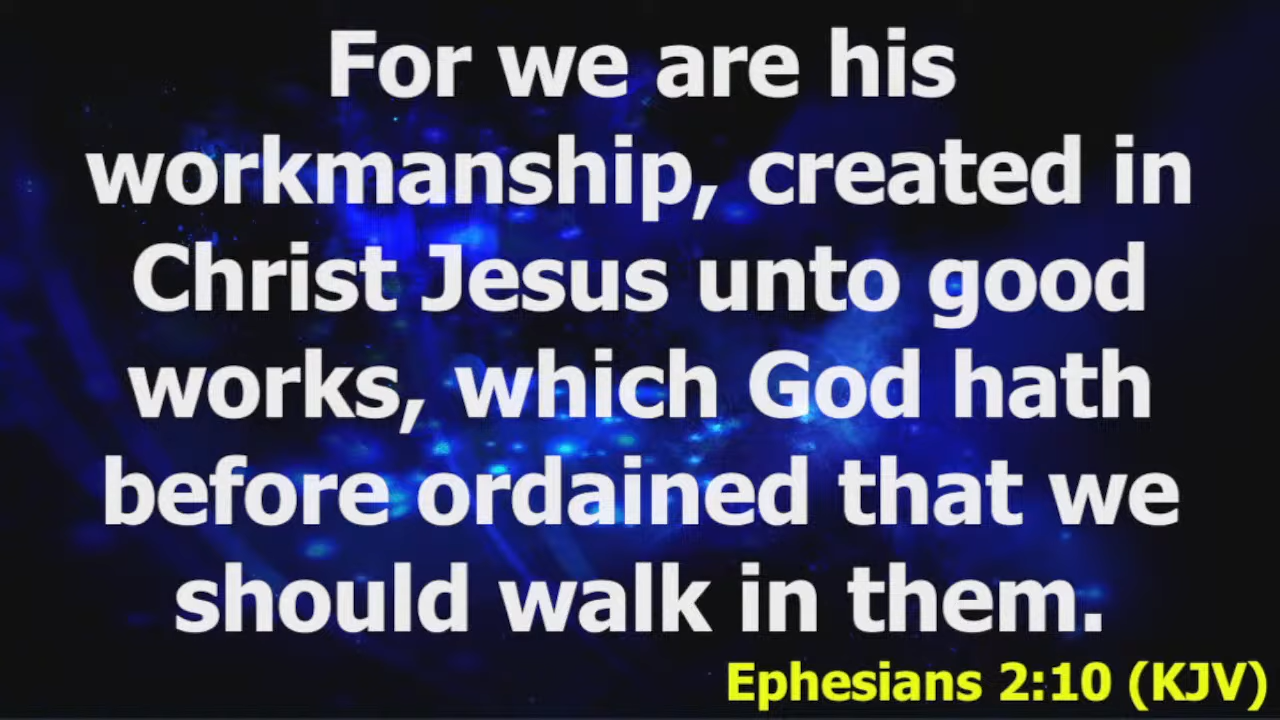 For we are his
workmanship, created in
Christ Jesus unto good
works, which God hath
before ordained that we
should walk in them.
Ephesians 2:10 (KJV)